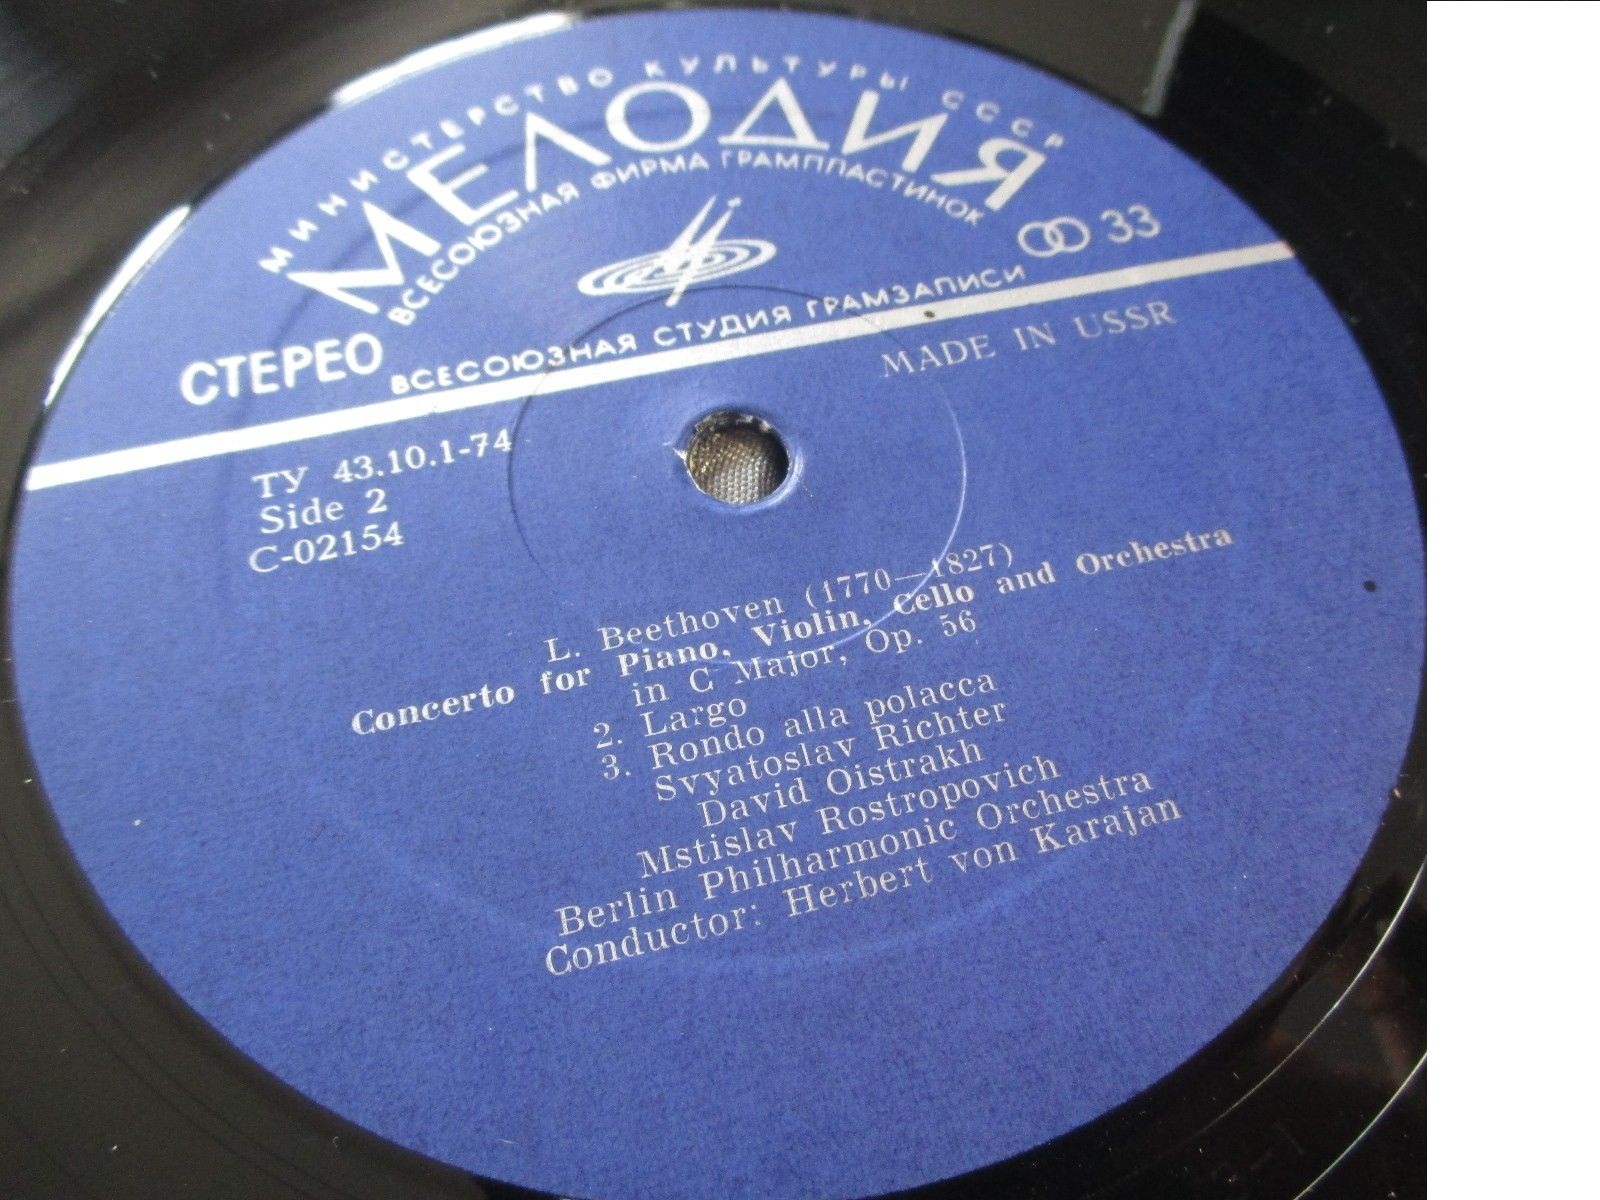 МИНИСТЕРСТВО КУЛЬТУРЫ СССР
МЕЛОДИЯ
ВСЕСОЮЗНАЯ ФИРМА ГРАМПЛАСТИНОК
33
СТЕРЕО
ВСЕСОЮЗНАЯ СТУДИЯ ГРАМЗАПИСИ
MADE IN USSR
ТУ 43.10.1-74
Side 2
C-02154
L. Beethoven (1770—1827)
Concerto for Piano, Violin, Cello and Orchestra
in C Major, Op. 56
2. Largo
3. Rondo alla polacca
Svyatoslav Richter
David Oistrakh
Mstislav Rostropovich
Berlin Philharmonic Orchestra
Conductor: Herbert von Karajan